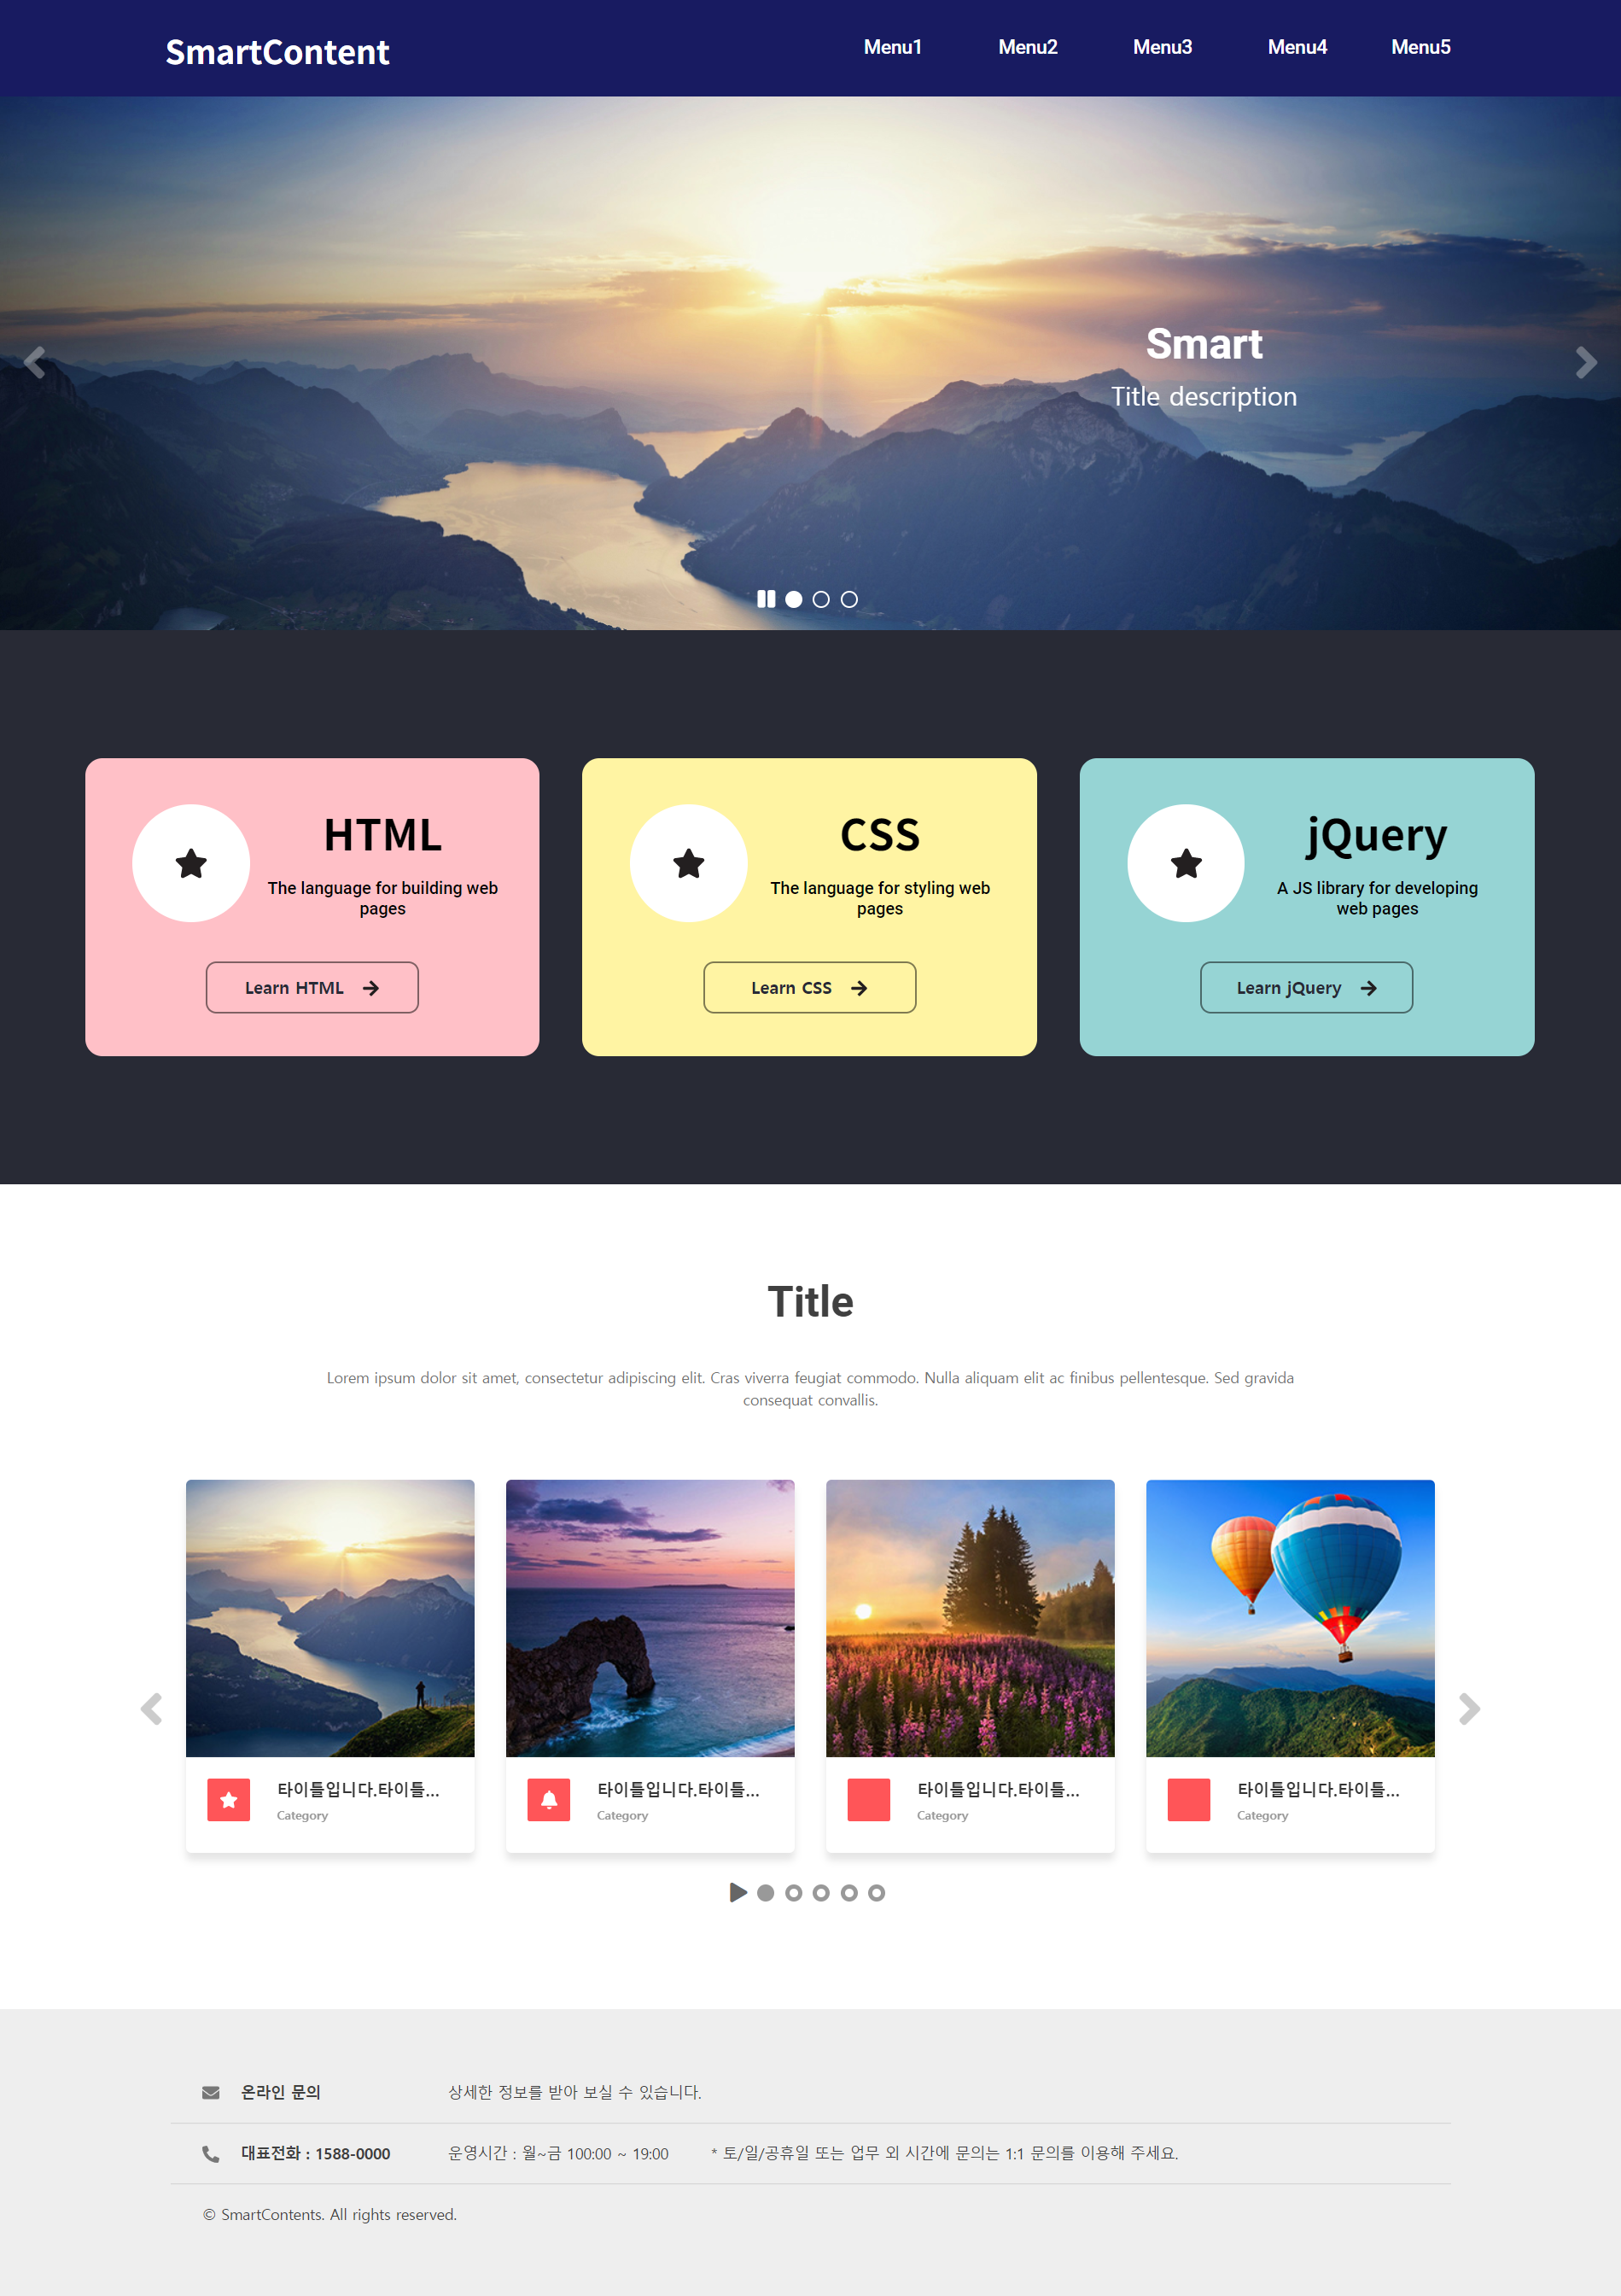 SmartContent
Menu1 Menu2 Menu3 Menu4 Menu5
Smart
Title description
HTML
The language for building web
pages
Learn HTML
CSS
The language for styling web
pages
Learn CSS
jQuery
A JS library for developing
web pages
Learn jQuery
Title
Lorem ipsum dolor sit amet, consectetur adipiscing elit. Cras viverra feugiat commodo. Nulla aliquam elit ac finibus pellentesque. Sed gravida
consequat convallis.
타이틀입니다.타이틀...
Category
타이틀입니다.타이틀...
Category
타이틀입니다.타이틀...
Category
타이틀입니다.타이틀...
Category
온라인 문의 상세한 정보를 받아 보실 수 있습니다.
대표전화 : 1588-0000 운영시간 : 월~금 100:00 ~ 19:00 * 토/일/공휴일 또는 업무 외 시간에 문의는 1:1 문의를 이용해 주세요.
© SmartContents. All rights reserved.